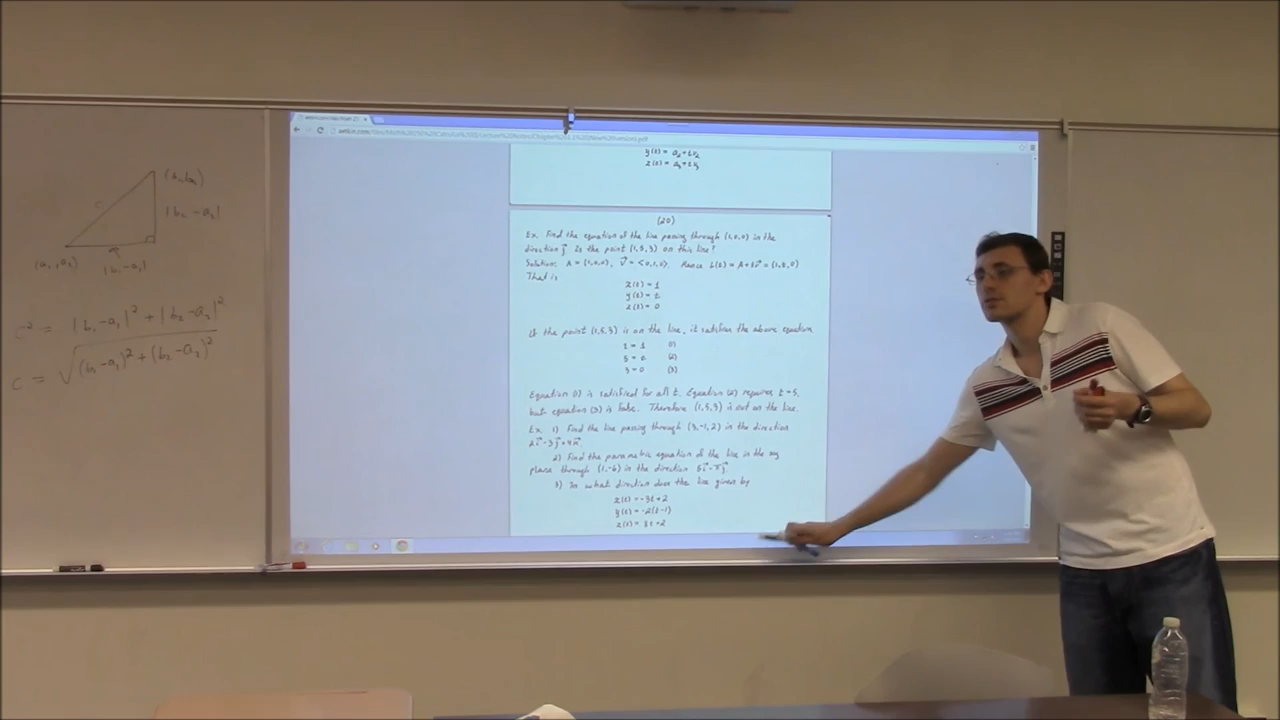 (b₁,b₂)
c
|b₂-a₂|
(a₁,a₂)
|b₁-a₁|
c² = |b₁-a₁|² + |b₂-a₂|²
c = √(b₁-a₁)² + (b₂-a₂)²
y(t) = a₂+tv₂
z(t) = a₃+tv₃
(20)
Ex. Find the equation of the line passing through (1,0,0) in the
direction j⃗. Is the point (1,5,3) on this line?
Solution: A = (1,0,0), v⃗ = <0,1,0>. Hence L(t) = A+tv⃗ = (1,t,0)
That is
x(t) = 1
y(t) = t
z(t) = 0
If the point (1,5,3) is on the line, it satisfies the above equation
1 = 1 (1)
5 = t (2)
3 = 0 (3)
Equation (1) is satisfied for all t. Equation (2) requires t = 5,
but equation (3) is false. Therefore (1,5,3) is not on the line.
Ex. 1) Find the line passing through (3,-1,2) in the direction
2i⃗-3j⃗+4k⃗.
2) Find the parametric equation of the line in the xy
plane through (1,-6) in the direction 5i⃗-πj⃗
3) In what direction does the line given by
x(t) = -3t+2
y(t) = -2(t-1)
z(t) = 8t+2